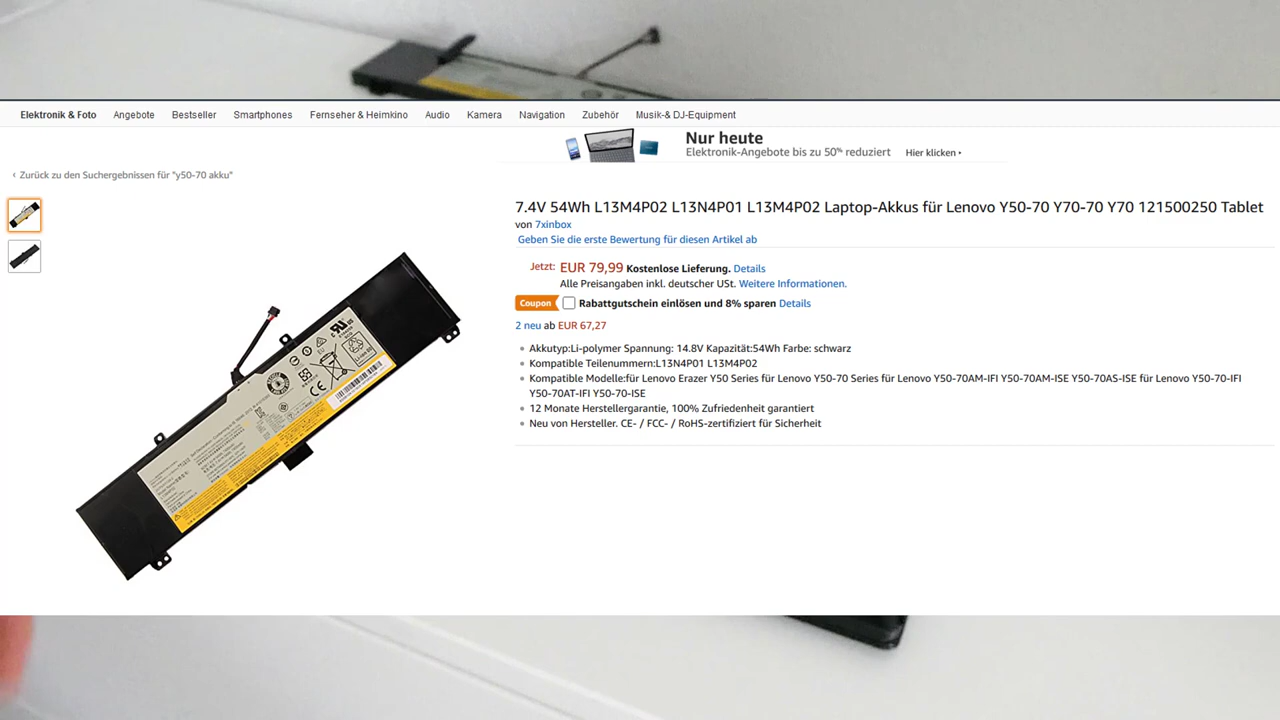 Elektronik & Foto Angebote Bestseller Smartphones Fernseher & Heimkino Audio Kamera Navigation Zubehör Musik-& DJ-Equipment
Nur heute
Elektronik-Angebote bis zu 50% reduziert Hier klicken ▸
‹ Zurück zu den Suchergebnissen für "y50-70 akku"
7.4V 54Wh L13M4P02 L13N4P01 L13M4P02 Laptop-Akkus für Lenovo Y50-70 Y70-70 Y70 121500250 Tablet
von 7xinbox
Geben Sie die erste Bewertung für diesen Artikel ab
Jetzt: EUR 79,99 Kostenlose Lieferung. Details
Alle Preisangaben inkl. deutscher USt. Weitere Informationen.
Coupon Rabattgutschein einlösen und 8% sparen Details
2 neu ab EUR 67,27
Akkutyp:Li-polymer Spannung: 14.8V Kapazität:54Wh Farbe: schwarz
Kompatible Teilenummern:L13N4P01 L13M4P02
Kompatible Modelle:für Lenovo Erazer Y50 Series für Lenovo Y50-70 Series für Lenovo Y50-70AM-IFI Y50-70AM-ISE Y50-70AS-ISE für Lenovo Y50-70-IFI
Y50-70AT-IFI Y50-70-ISE
12 Monate Herstellergarantie, 100% Zufriedenheit garantiert
Neu von Hersteller. CE- / FCC- / RoHS-zertifiziert für Sicherheit